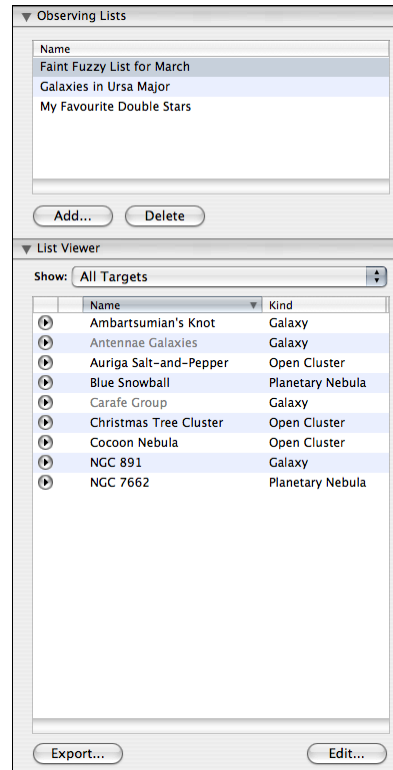 Observing Lists
Name
Faint Fuzzy List for March
Galaxies in Ursa Major
My Favourite Double Stars
Add... Delete
List Viewer
Show: All Targets
Name Kind
Ambartsumian's Knot Galaxy
Antennae Galaxies Galaxy
Auriga Salt-and-Pepper Open Cluster
Blue Snowball Planetary Nebula
Carafe Group Galaxy
Christmas Tree Cluster Open Cluster
Cocoon Nebula Open Cluster
NGC 891 Galaxy
NGC 7662 Planetary Nebula
Export... Edit...